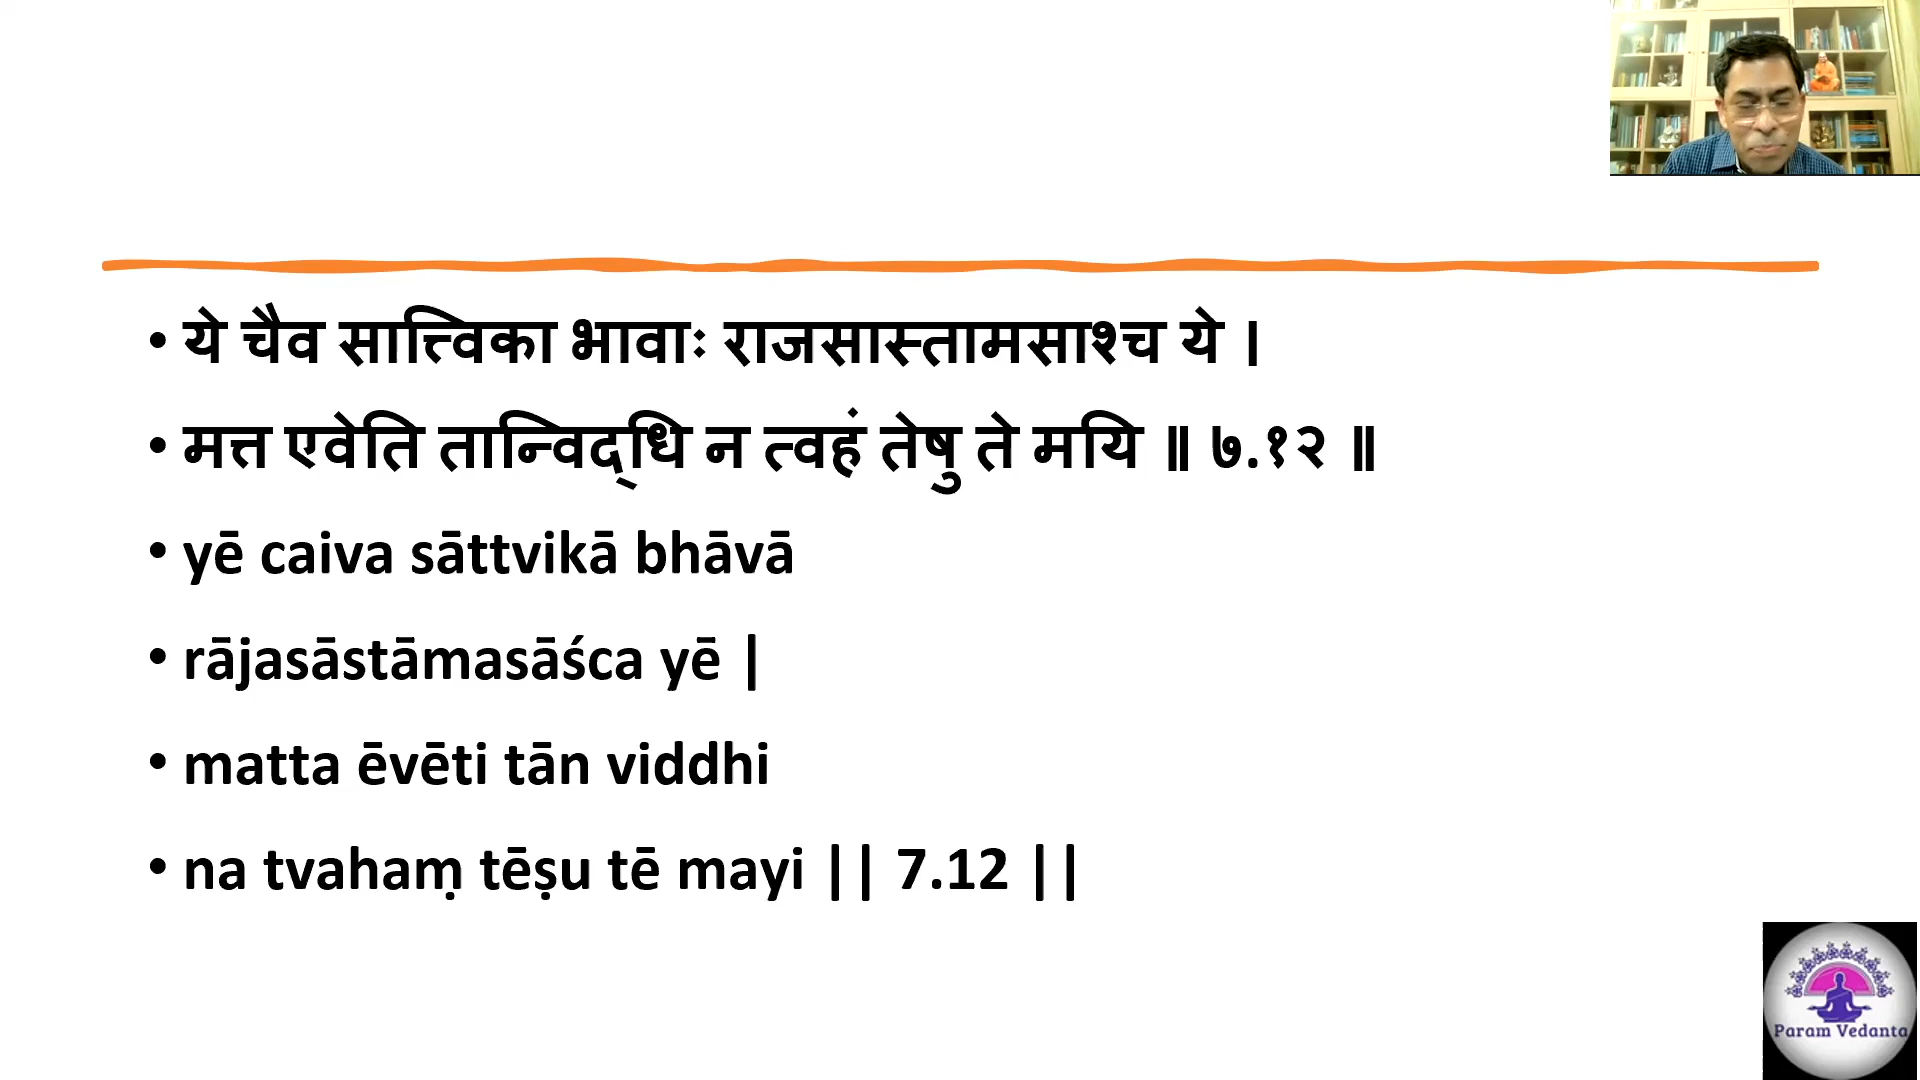 • ये चैव सात्त्विका भावाः राजसास्तामसाश्च ये ।
• मत्त एवेति तान्विद्‌धि न त्वहं तेषु ते मयि ॥ ७.१२ ॥
• yē caiva sāttvikā bhāvā
• rājasāstāmasāśca yē |
• matta ēvēti tān viddhi
• na tvahaṃ tēṣu tē mayi || 7.12 ||
Param Vedanta